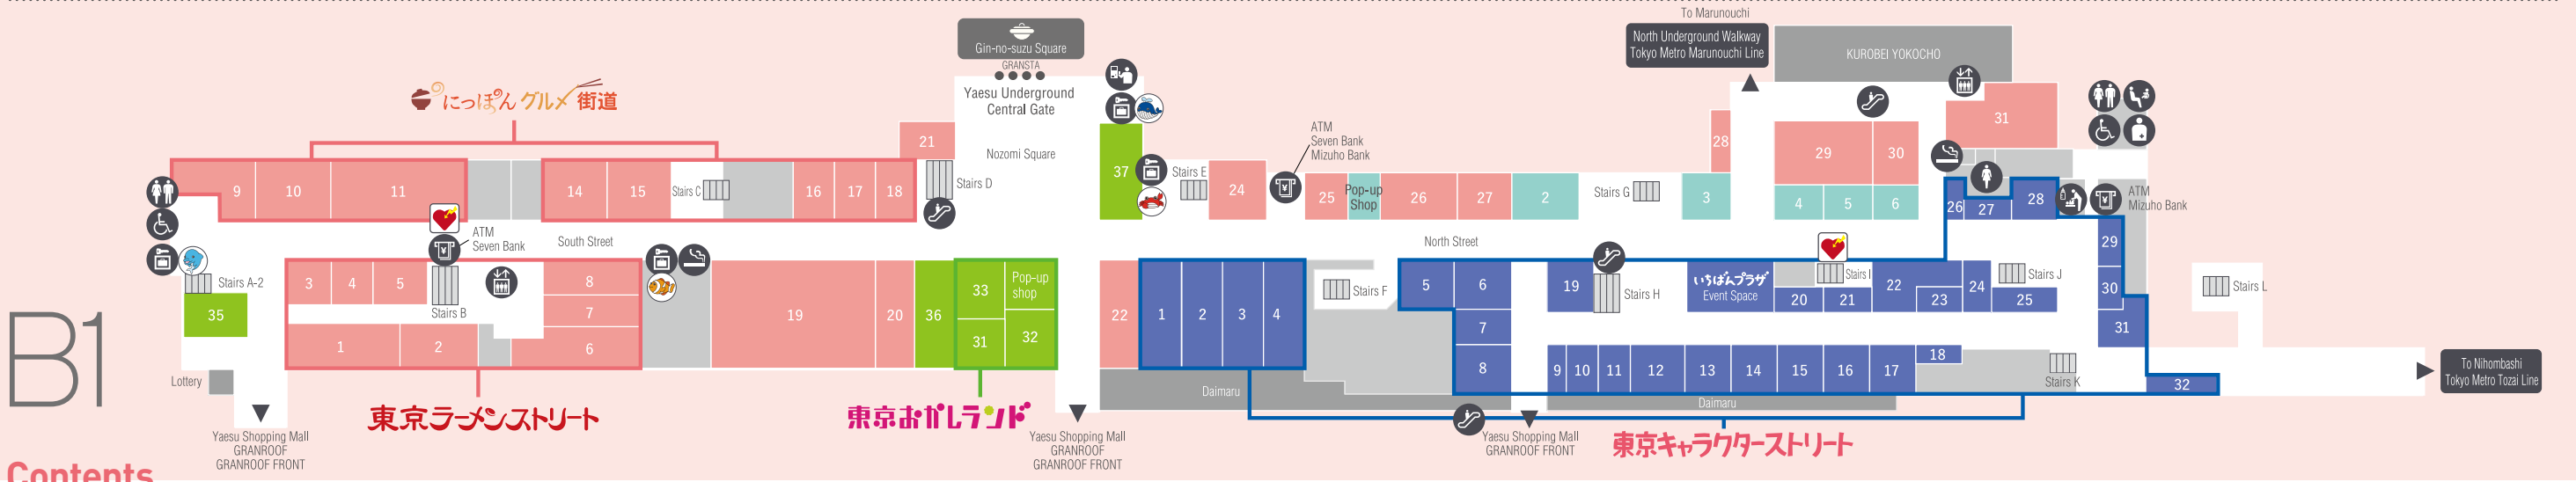 To Marunouchi
North Underground Walkway
Tokyo Metro Marunouchi Line
KUROBEI YOKOCHO
Gin-no-suzu Square
GRANSTA
Yaesu Underground
Central Gate
Nozomi Square
にっぽんグルメ街道
21
9
10
11
14
15
Stairs C
16
17
18
Stairs D
37
Stairs E
24
ATM
Seven Bank
Mizuho Bank
25
Pop-up
Shop
26
27
2
Stairs G
3
28
29
30
4
5
6
31
26
27
28
ATM
Mizuho Bank
ATM
Seven Bank
South Street
North Street
Stairs A-2
35
3
4
5
Stairs B
8
7
6
1
2
19
20
36
33
Pop-up
shop
31
32
22
1
2
3
4
Stairs F
5
6
7
8
19
Stairs H
いちばんプラザ
Event Space
Stairs I
20
21
22
23
24
Stairs J
25
29
30
31
Stairs L
9
10
11
12
13
14
15
16
17
18
Stairs K
32
To Nihombashi
Tokyo Metro Tozai Line
B1
Lottery
Daimaru
Daimaru
Yaesu Shopping Mall
GRANROOF
GRANROOF FRONT
東京ラーメンストリート
東京おかしランド
Yaesu Shopping Mall
GRANROOF
GRANROOF FRONT
Yaesu Shopping Mall
GRANROOF FRONT
東京キャラクターストリート
Contents